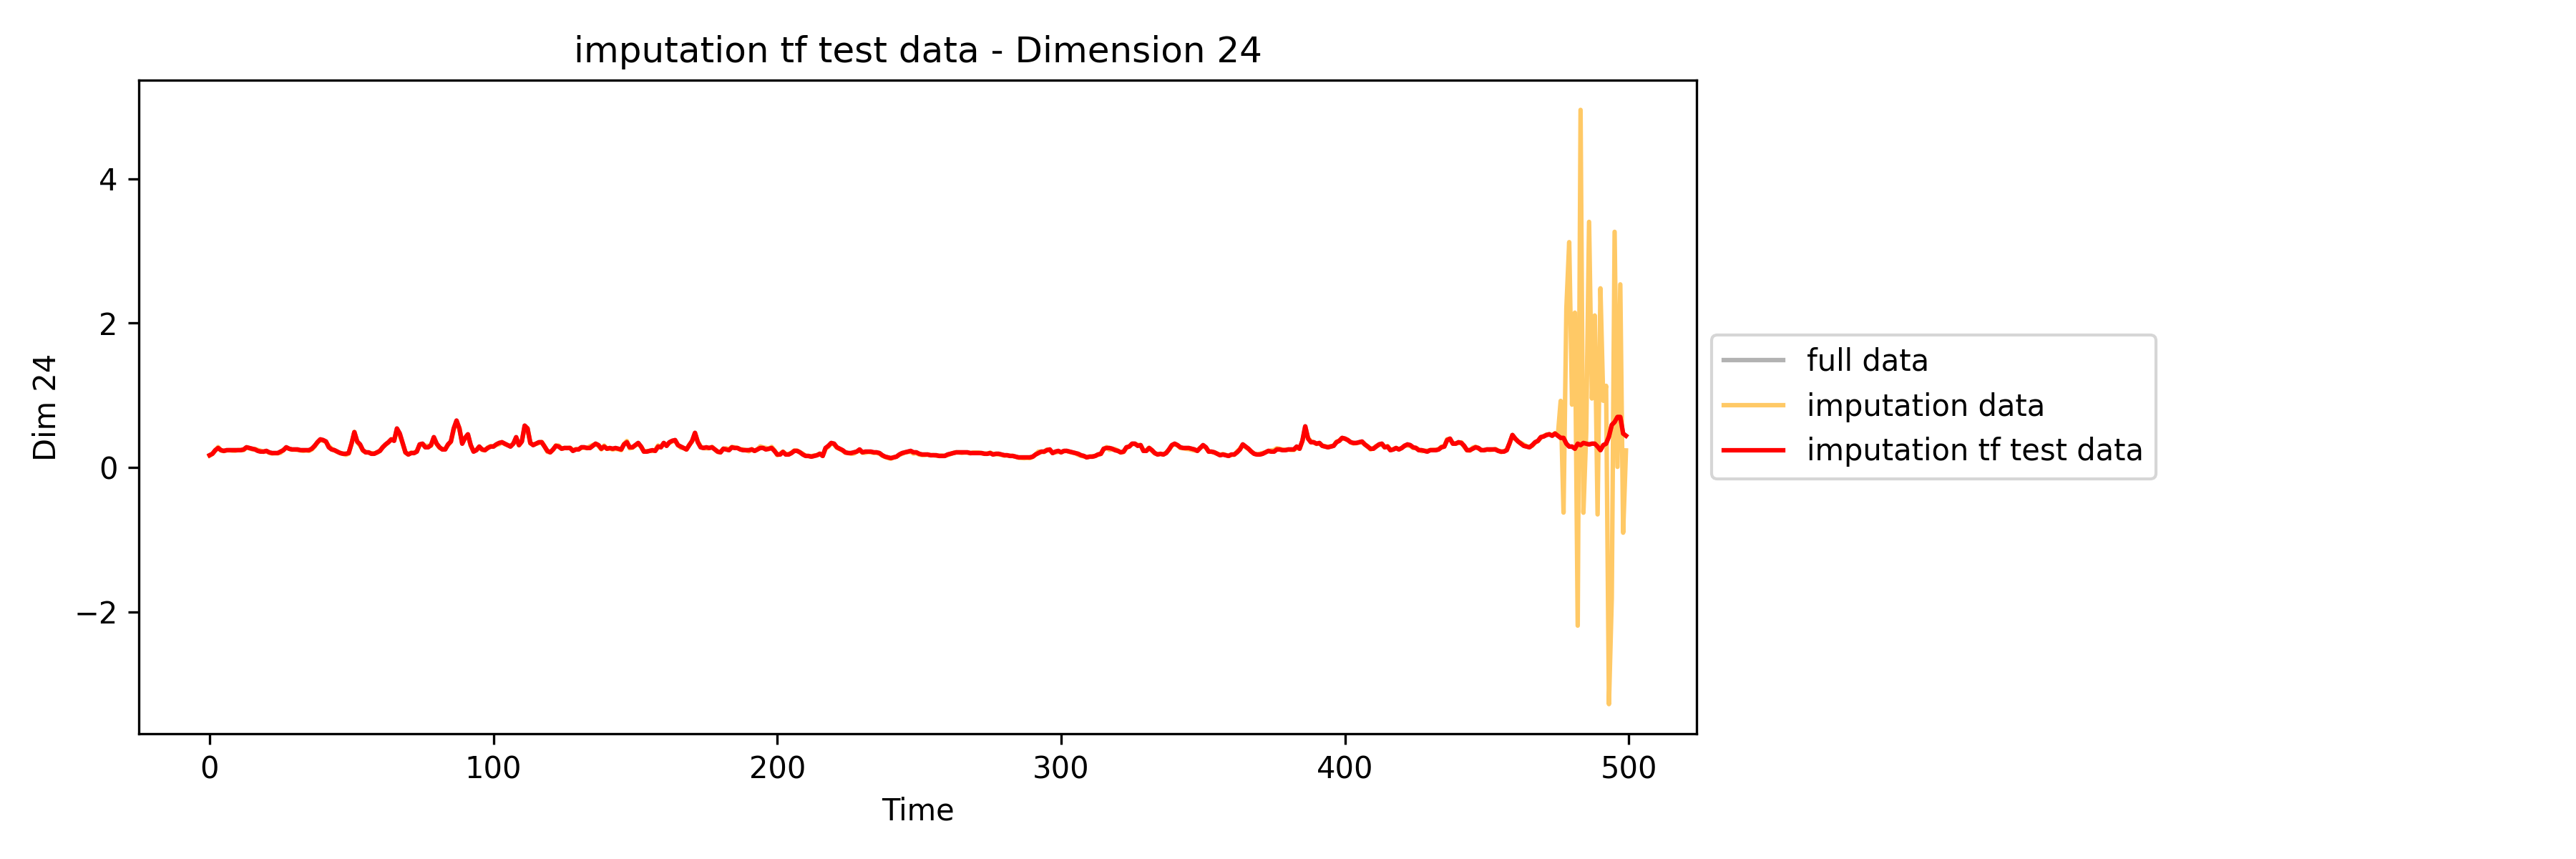 imputation tf test data - Dimension 24
4
2
0
−2
Dim 24
0 100 200 300 400 500
Time
full data
imputation data
imputation tf test data